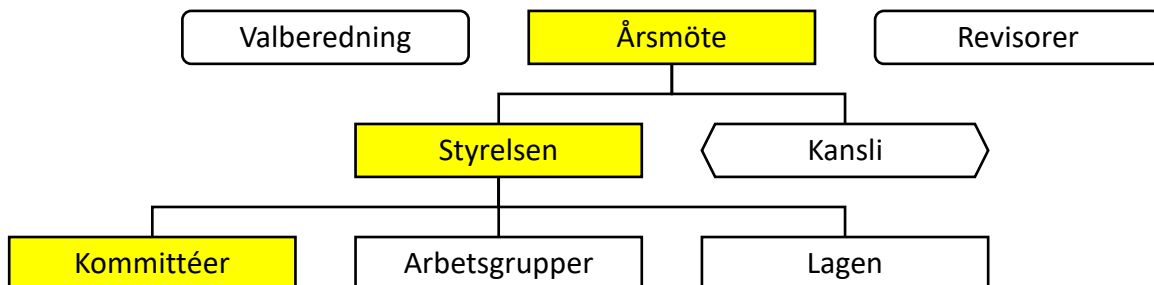 Valberedning
Årsmöte
Revisorer
Styrelsen
Kansli
Kommittéer
Arbetsgrupper
Lagen